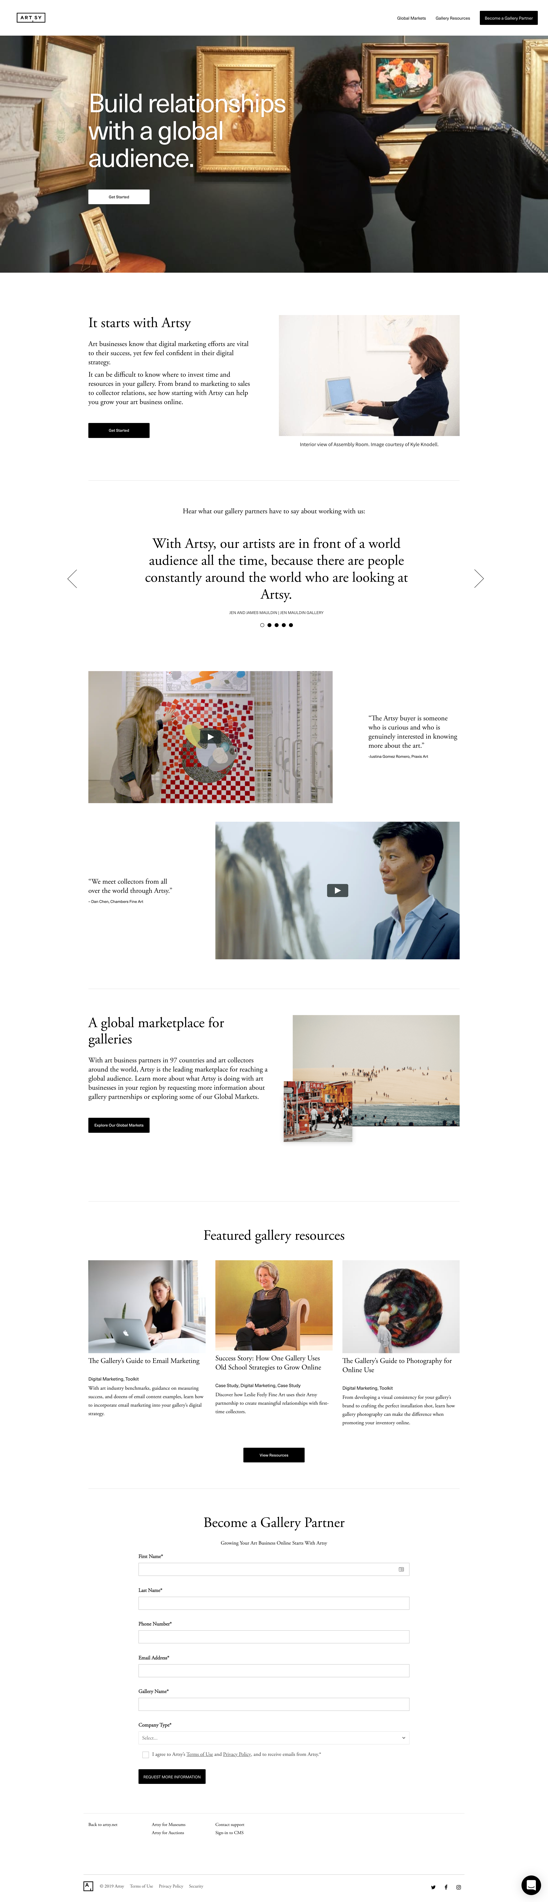 ARTSY
Global Markets
Gallery Resources
Become a Gallery Partner
Build relationships
with a global
audience.
Get Started
It starts with Artsy
Art businesses know that digital marketing efforts are vital
to their success, yet few feel confident in their digital
strategy.
It can be difficult to know where to invest time and
resources in your gallery. From brand to marketing to sales
to collector relations, see how starting with Artsy can help
you grow your art business online.
Get Started
Interior view of Assembly Room. Image courtesy of Kyle Knodell.
Hear what our gallery partners have to say about working with us:
With Artsy, our artists are in front of a world
audience all the time, because there are people
constantly around the world who are looking at
Artsy.
JEN AND JAMES MAULDIN | JEN MAULDIN GALLERY
“The Artsy buyer is someone
who is curious and who is
genuinely interested in knowing
more about the art.”
-Justina Gomez Romero, Praxis Art
“We meet collectors from all
over the world through Artsy.”
- Dan Chen, Chambers Fine Art
A global marketplace for
galleries
With art business partners in 97 countries and art collectors
around the world, Artsy is the leading marketplace for reaching a
global audience. Learn more about what Artsy is doing with art
businesses in your region by requesting more information about
gallery partnerships or exploring some of our Global Markets.
Explore Our Global Markets
Featured gallery resources
The Gallery's Guide to Email Marketing
Digital Marketing, Toolkit
With art industry benchmarks, guidance on measuring
success, and dozens of email content examples, learn how
to incorporate email marketing into your gallery's digital
strategy.
Success Story: How One Gallery Uses
Old School Strategies to Grow Online
Case Study, Digital Marketing, Case Study
Discover how Leslie Feely Fine Art uses their Artsy
partnership to create meaningful relationships with first-
time collectors.
The Gallery's Guide to Photography for
Online Use
Digital Marketing, Toolkit
From developing a visual consistency for your gallery's
brand to crafting the perfect installation shot, learn how
gallery photography can make the difference when
promoting your inventory online.
View Resources
Become a Gallery Partner
Growing Your Art Business Online Starts With Artsy
First Name*
Last Name*
Phone Number*
Email Address*
Gallery Name*
Company Type*
Select...
I agree to Artsy's Terms of Use and Privacy Policy, and to receive emails from Artsy.*
REQUEST MORE INFORMATION
Back to artsy.net
Artsy for Museums
Artsy for Auctions
Contact support
Sign in to CMS
© 2019 Artsy
Terms of Use
Privacy Policy
Security